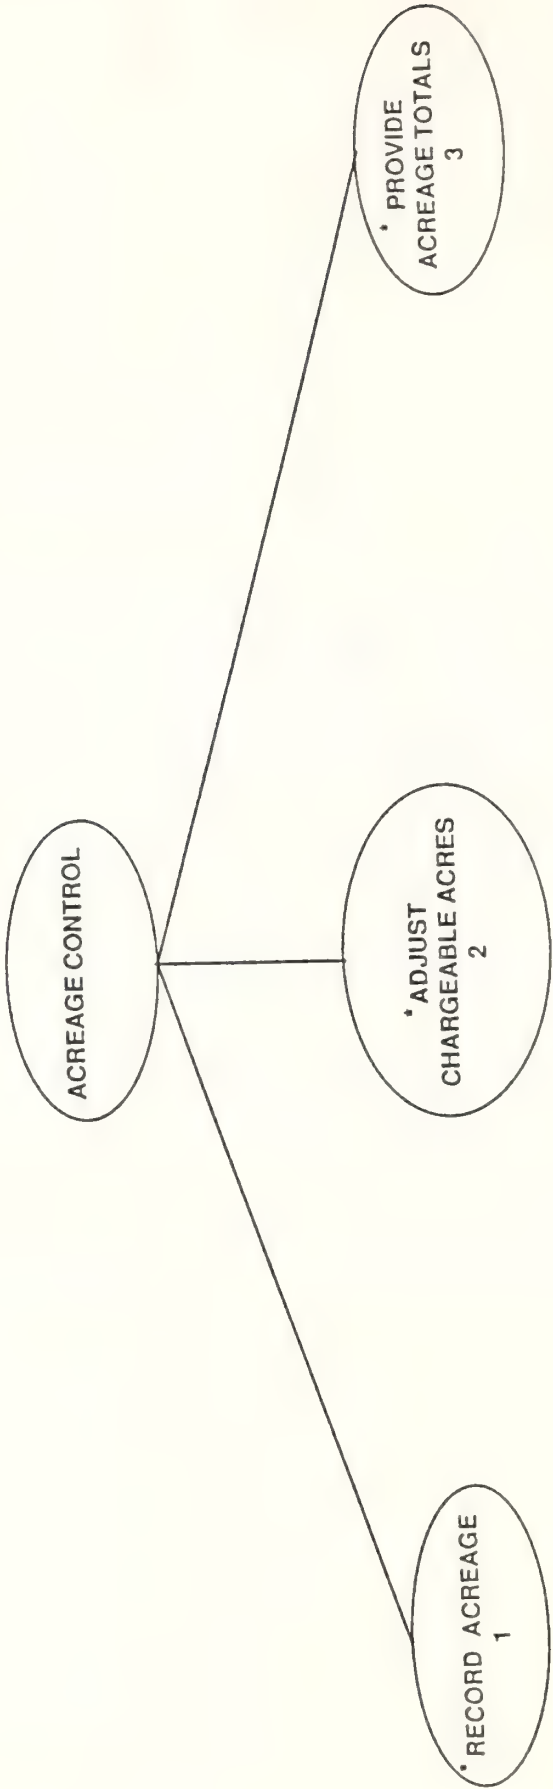 ACREAGE CONTROL
* RECORD ACREAGE
1
* ADJUST
CHARGEABLE ACRES
2
* PROVIDE
ACREAGE TOTALS
3